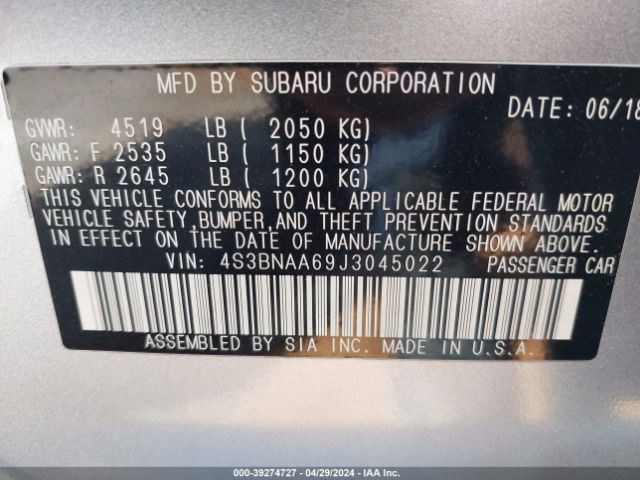 MFD BY SUBARU CORPORATION
DATE: 06/18
GVWR: 4519 LB ( 2050 KG)
GAWR: F 2535 LB ( 1150 KG)
GAWR: R 2645 LB ( 1200 KG)
THIS VEHICLE CONFORMS TO ALL APPLICABLE FEDERAL MOTOR
VEHICLE SAFETY,BUMPER,AND THEFT PREVENTION STANDARDS
IN EFFECT ON THE DATE OF MANUFACTURE SHOWN ABOVE.
VIN: 4S3BNAA69J3045022 PASSENGER CAR
ASSEMBLED BY SIA INC. MADE IN U.S.A.
000-39274727 - 04/29/2024 - IAA Inc.